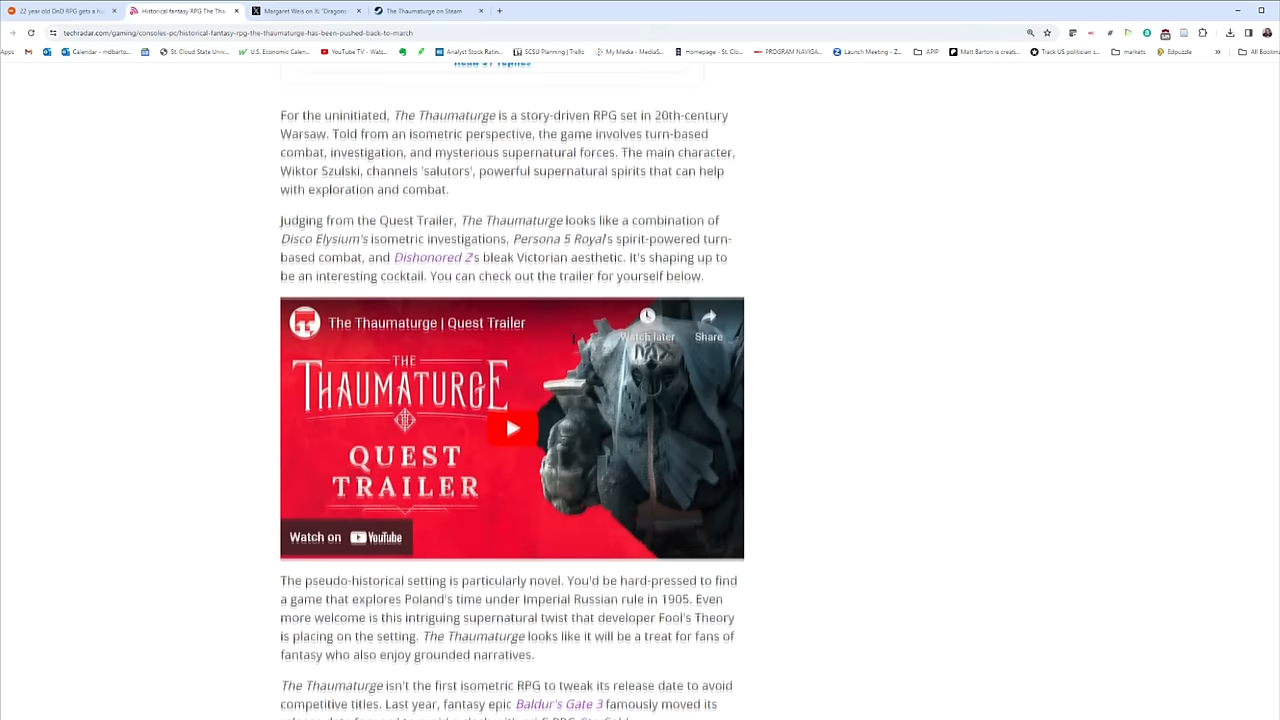 22 year old DnD RPG gets a hu
Historical fantasy RPG The Tha
Margaret Weis on X: "Dragons
The Thaumaturge on Steam
techradar.com/gaming/consoles-pc/historical-fantasy-rpg-the-thaumaturge-has-been-pushed-back-to-march
Apps
Calendar - mdbarto...
St. Cloud State Univ...
U.S. Economic Calen...
YouTube TV - Watc...
Analyst Stock Ratin...
SCSU Planning | Trello
My Media - MediaS...
Homepage - St. Clo...
PROGRAM NAVIGA...
Launch Meeting - Z...
APIP
Matt Barton is creati...
Track US politician s...
markets
Edpuzzle
»
All Bookma
Read 57 replies
For the uninitiated, The Thaumaturge is a story-driven RPG set in 20th-century
Warsaw. Told from an isometric perspective, the game involves turn-based
combat, investigation, and mysterious supernatural forces. The main character,
Wiktor Szulski, channels 'salutors', powerful supernatural spirits that can help
with exploration and combat.
Judging from the Quest Trailer, The Thaumaturge looks like a combination of
Disco Elysium's isometric investigations, Persona 5 Royal's spirit-powered turn-
based combat, and Dishonored 2's bleak Victorian aesthetic. It's shaping up to
be an interesting cocktail. You can check out the trailer for yourself below.
The Thaumaturge | Quest Trailer
Watch later
Share
THE
THAUMATURGE
QUEST
TRAILER
Watch on YouTube
The pseudo-historical setting is particularly novel. You'd be hard-pressed to find
a game that explores Poland's time under Imperial Russian rule in 1905. Even
more welcome is this intriguing supernatural twist that developer Fool's Theory
is placing on the setting. The Thaumaturge looks like it will be a treat for fans of
fantasy who also enjoy grounded narratives.
The Thaumaturge isn't the first isometric RPG to tweak its release date to avoid
competitive titles. Last year, fantasy epic Baldur's Gate 3 famously moved its